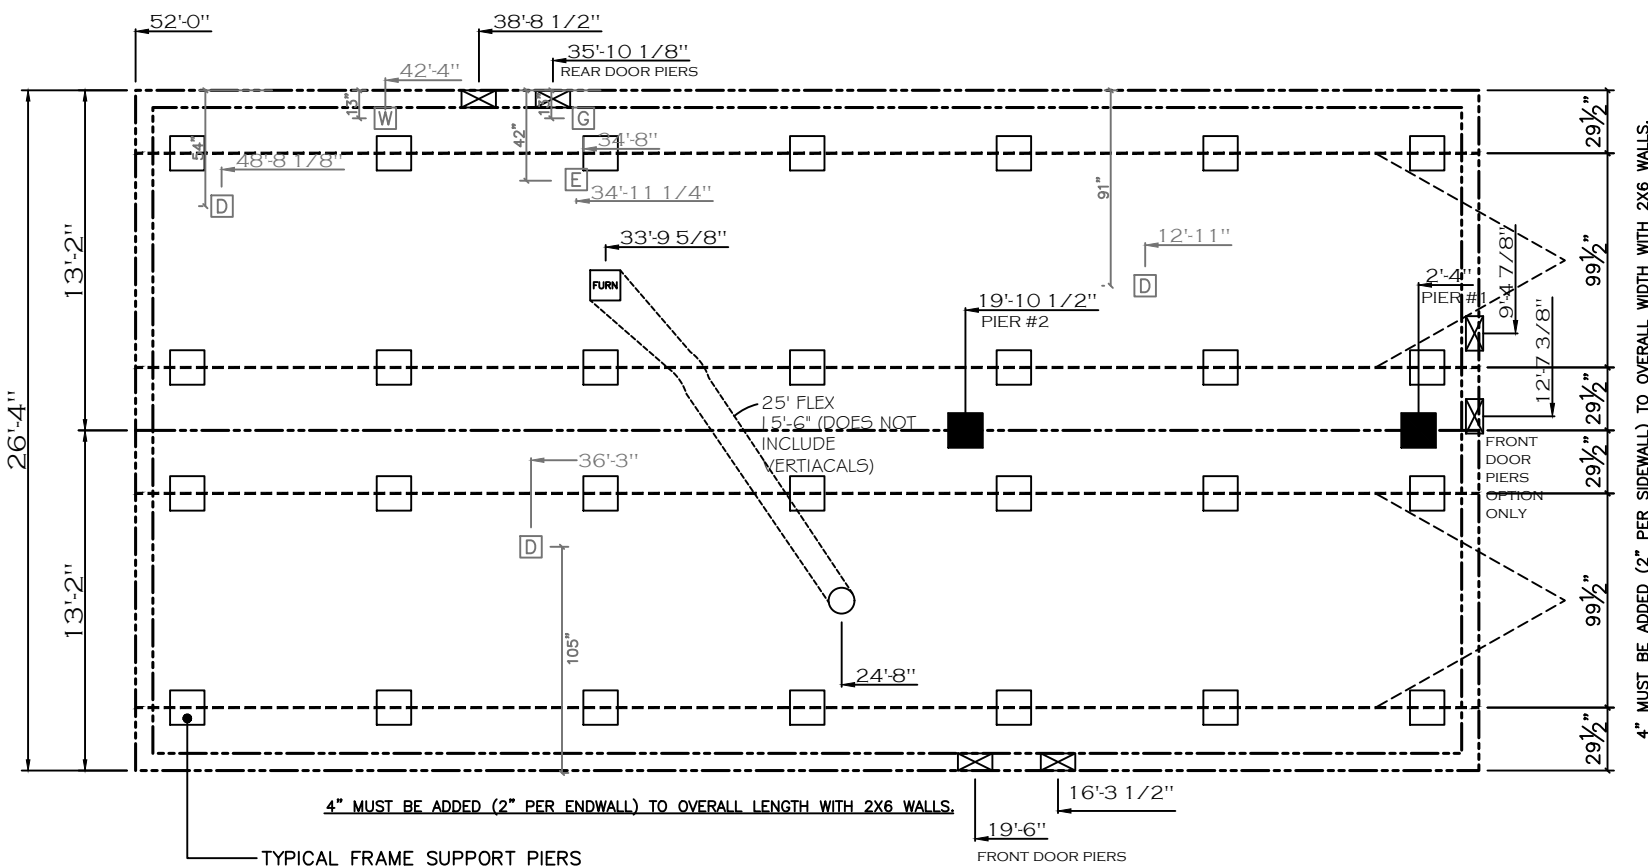 52'-0"
38'-8 1/2"
35'-10 1/8"
REAR DOOR PIERS
42'-4"
13"
W
13"
G
54"
42"
34'-8"
48'-8 1/8"
D
E
34'-11 1/4"
91"
12'-11"
D
33'-9 5/8"
FURN
19'-10 1/2"
PIER #2
2'-4"
PIER #1
9'-4 7/8"
12'-7 3/8"
25' FLEX
15'-6" (DOES NOT
INCLUDE
VERTIACALS)
FRONT
DOOR
PIERS
OPTION
ONLY
36'-3"
D
105"
24'-8"
26'-4"
13'-2"
13'-2"
29½"
99½"
29½"
29½"
99½"
29½"
4" MUST BE ADDED (2" PER SIDEWALL) TO OVERALL WIDTH WITH 2X6 WALLS.
16'-3 1/2"
19'-6"
FRONT DOOR PIERS
4" MUST BE ADDED (2" PER ENDWALL) TO OVERALL LENGTH WITH 2X6 WALLS.
TYPICAL FRAME SUPPORT PIERS